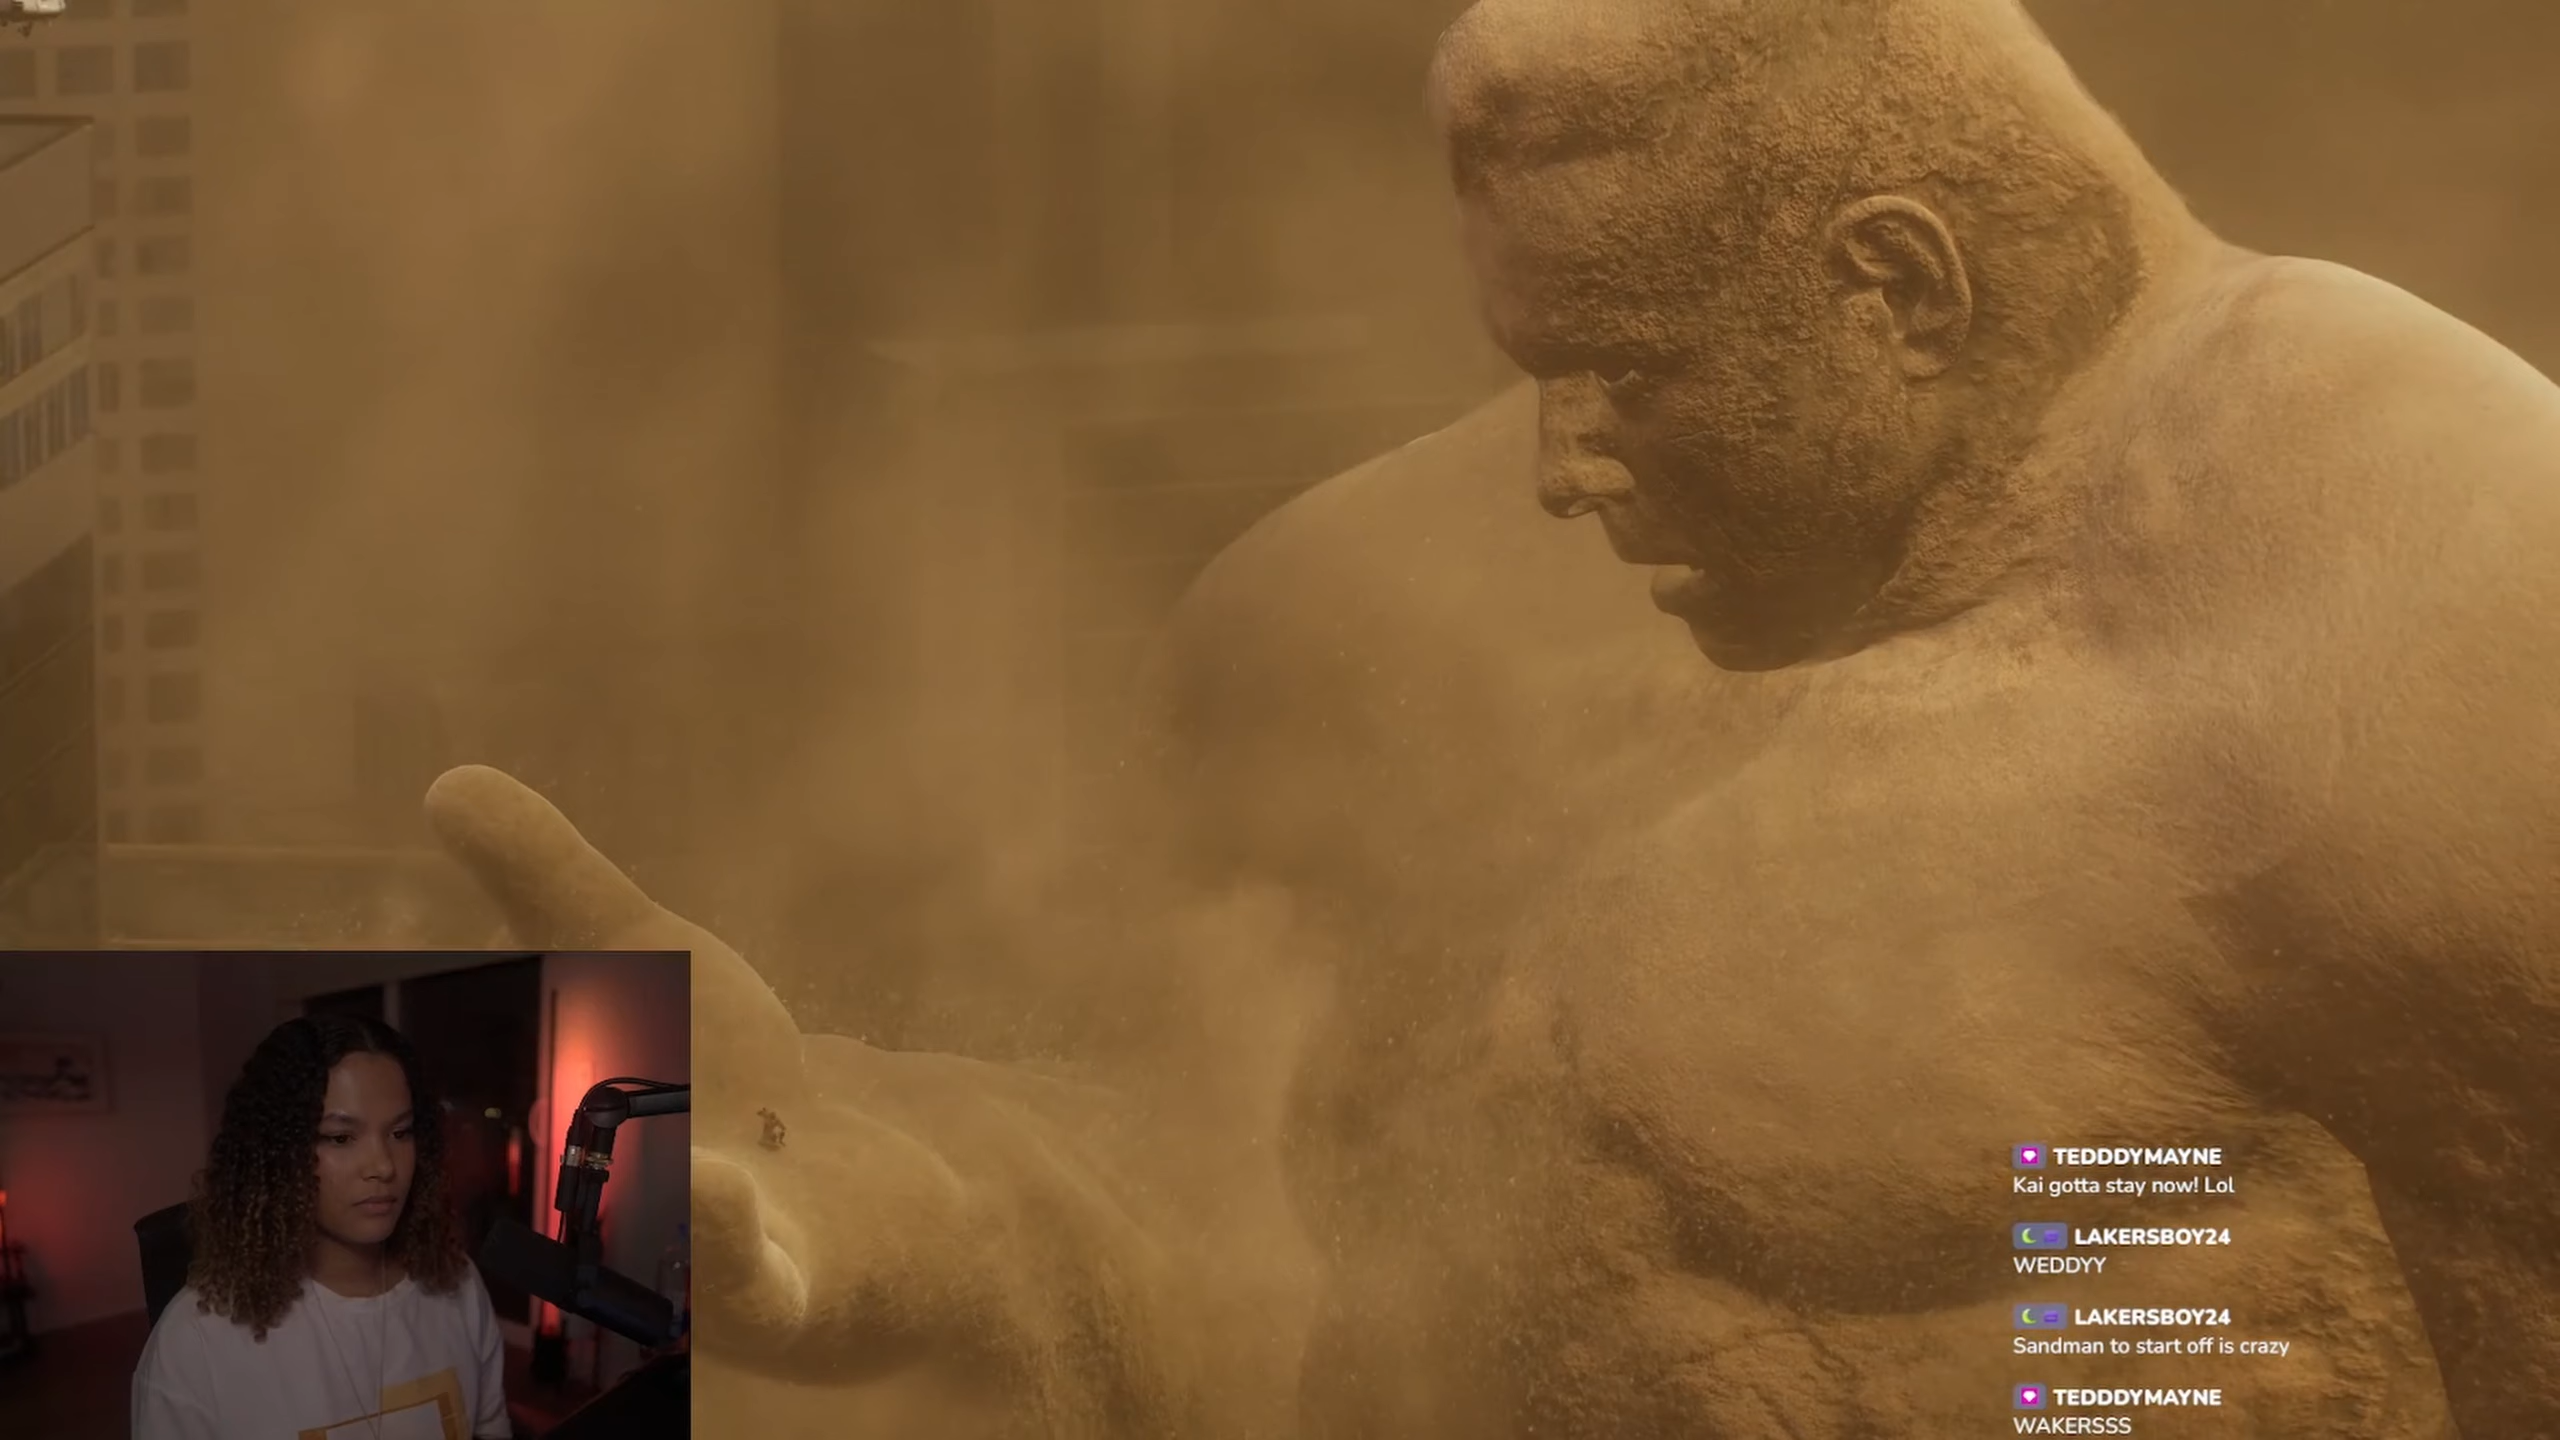 TEDDDYMAYNE
Kai gotta stay now! Lol
LAKERSBOY24
WEDDYY
LAKERSBOY24
Sandman to start off is crazy
TEDDDYMAYNE
WAKERSSS